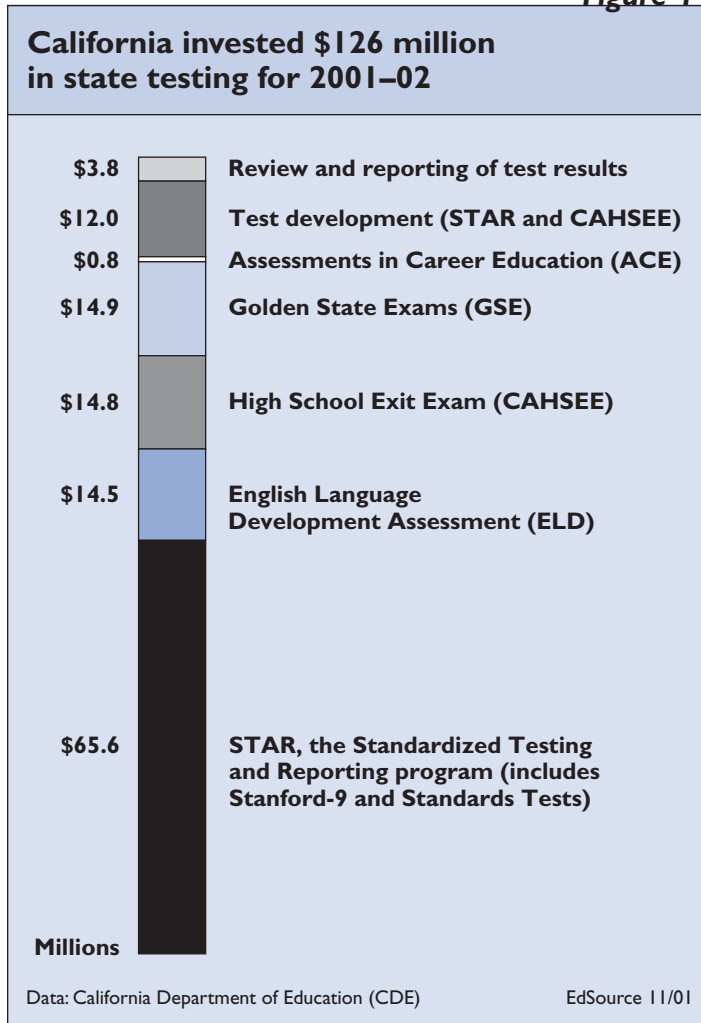 California invested $126 million
in state testing for 2001–02
$3.8 Review and reporting of test results
$12.0 Test development (STAR and CAHSEE)
$0.8 Assessments in Career Education (ACE)
$14.9 Golden State Exams (GSE)
$14.8 High School Exit Exam (CAHSEE)
$14.5 English Language
Development Assessment (ELD)
$65.6 STAR, the Standardized Testing
and Reporting program (includes
Stanford-9 and Standards Tests)
Millions
Data: California Department of Education (CDE) EdSource 11/01